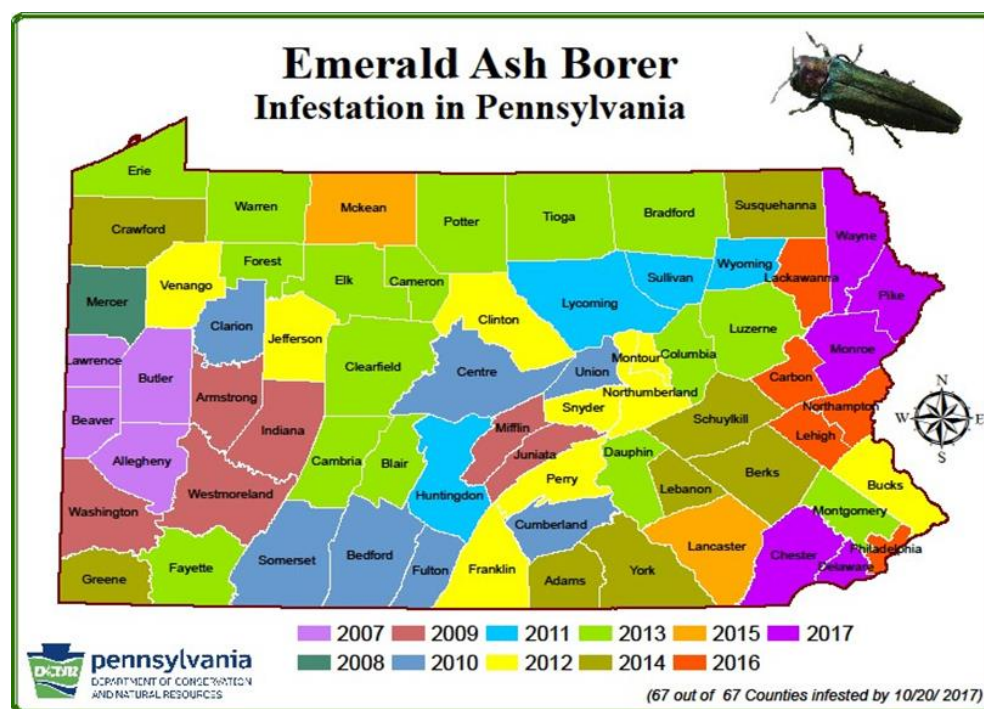 Emerald Ash Borer
Infestation in Pennsylvania
Erie
Warren
Mckean
Potter
Tioga
Bradford
Susquehanna
Wayne
Crawford
Forest
Elk
Cameron
Sullivan
Wyoming
Lackawanna
Pike
Mercer
Venango
Clarion
Jefferson
Clinton
Lycoming
Luzerne
Monroe
Lawrence
Butler
Clearfield
Centre
Union
Montour
Columbia
Carbon
N
Armstrong
Northumberland
Northampton
W
E
Beaver
Indiana
Snyder
Schuylkill
Lehigh
S
Allegheny
Mifflin
Juniata
Dauphin
Berks
Bucks
Cambria
Blair
Huntingdon
Perry
Lebanon
Washington
Westmoreland
Cumberland
Montgomery
Somerset
Bedford
Fulton
Franklin
Adams
York
Lancaster
Chester
Philadelphia
Delaware
Greene
Fayette
2007
2009
2011
2013
2015
2017
2008
2010
2012
2014
2016
DCNR
pennsylvania
DEPARTMENT OF CONSERVATION
AND NATURAL RESOURCES
(67 out of 67 Counties infested by 10/20/ 2017)